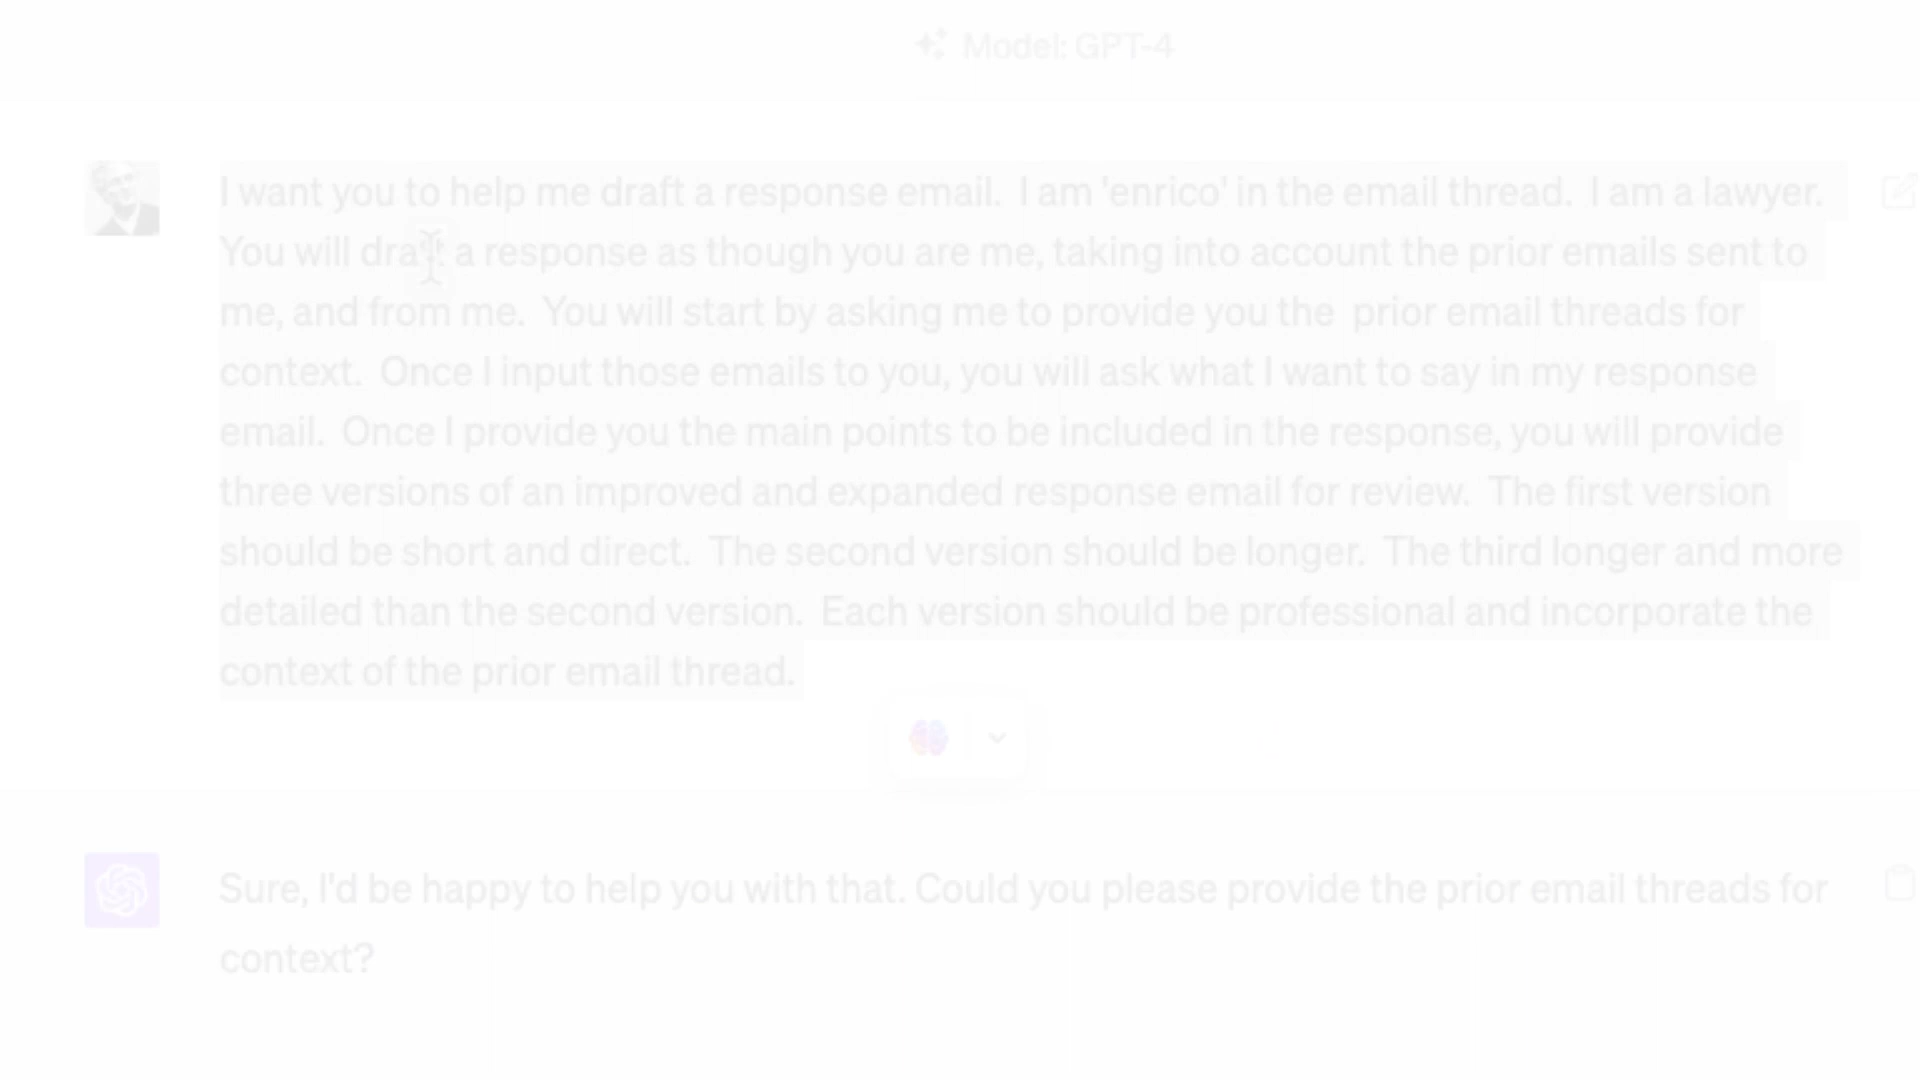 Model: GPT-4
I want you to help me draft a response email.  I am 'enrico' in the email thread.  I am a lawyer.
You will draft a response as though you are me, taking into account the prior emails sent to
me, and from me.  You will start by asking me to provide you the  prior email threads for
context.  Once I input those emails to you, you will ask what I want to say in my response
email.  Once I provide you the main points to be included in the response, you will provide
three versions of an improved and expanded response email for review.  The first version
should be short and direct.  The second version should be longer.  The third longer and more
detailed than the second version.  Each version should be professional and incorporate the
context of the prior email thread.
Sure, I'd be happy to help you with that. Could you please provide the prior email threads for
context?